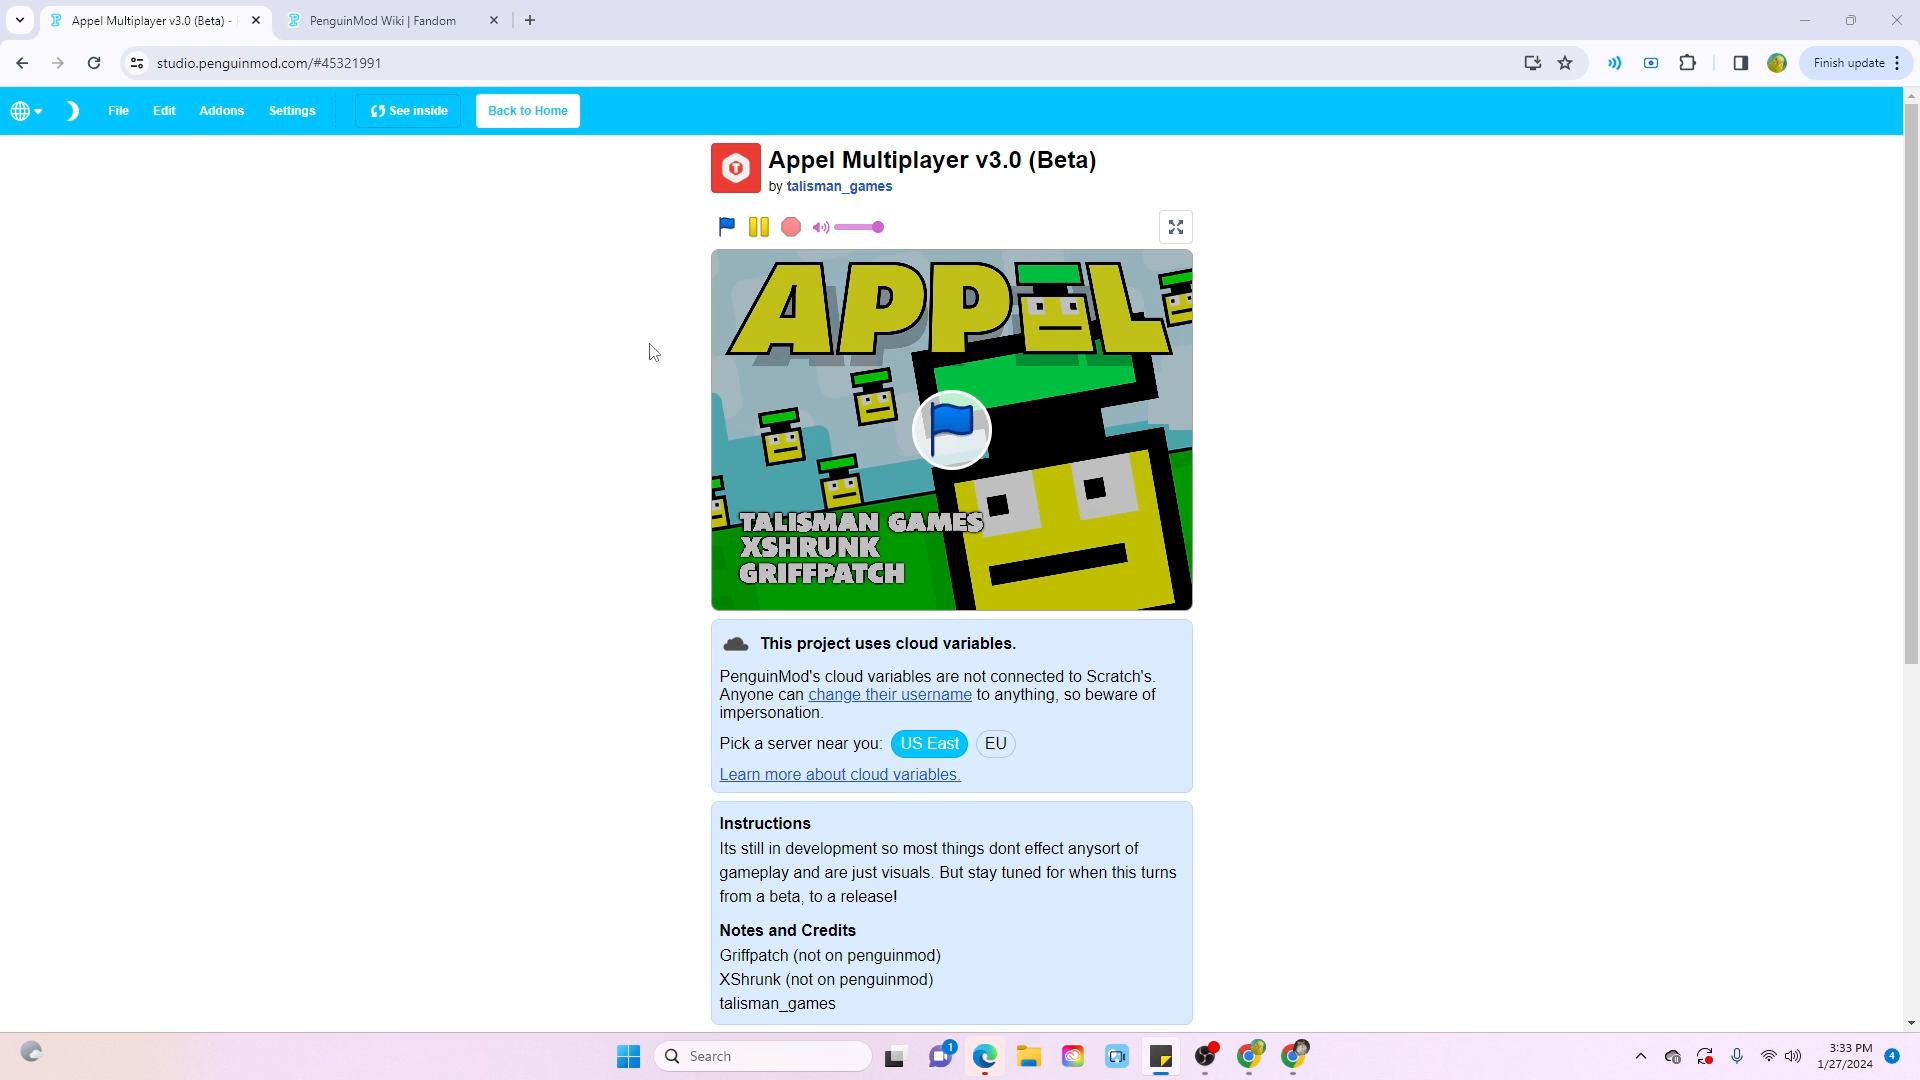 Appel Multiplayer v3.0 (Beta) -
PenguinMod Wiki | Fandom
studio.penguinmod.com/#45321991
Finish update
File
Edit
Addons
Settings
See inside
Back to Home
Appel Multiplayer v3.0 (Beta)
by talisman_games
APPEL
TALISMAN GAMES
XSHRUNK
GRIFFPATCH
This project uses cloud variables.
PenguinMod's cloud variables are not connected to Scratch's.
Anyone can change their username to anything, so beware of
impersonation.
Pick a server near you: US East EU
Learn more about cloud variables.
Instructions
Its still in development so most things dont effect anysort of
gameplay and are just visuals. But stay tuned for when this turns
from a beta, to a release!
Notes and Credits
Griffpatch (not on penguinmod)
XShrunk (not on penguinmod)
talisman_games
Search
1
3:33 PM
1/27/2024
4